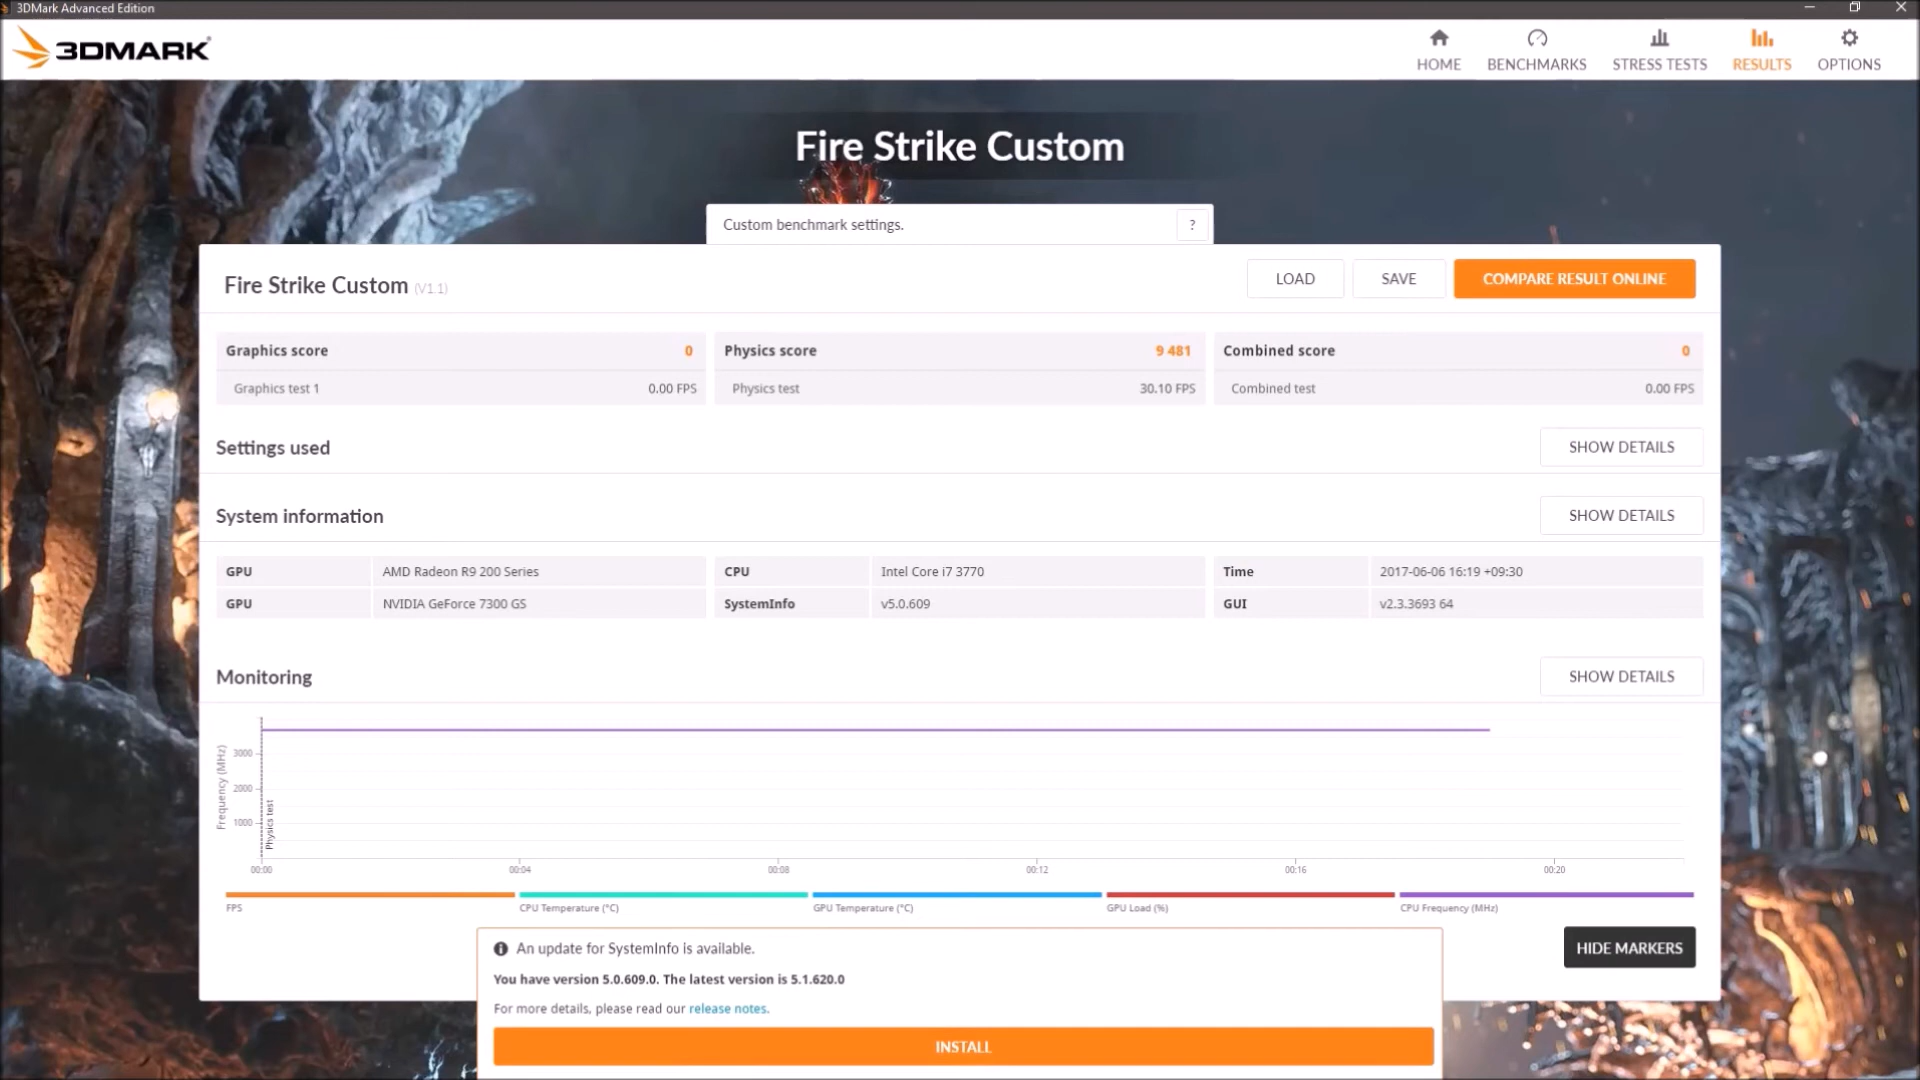 3DMark Advanced Edition
3DMARK
HOME
BENCHMARKS
STRESS TESTS
RESULTS
OPTIONS
Fire Strike Custom
Custom benchmark settings.
?
Fire Strike Custom (V1.1)
LOAD
SAVE
COMPARE RESULT ONLINE
Graphics score 0
Graphics test 1 0.00 FPS
Physics score 9 481
Physics test 30.10 FPS
Combined score 0
Combined test 0.00 FPS
Settings used
SHOW DETAILS
System information
SHOW DETAILS
GPU AMD Radeon R9 200 Series
CPU Intel Core i7 3770
Time 2017-06-06 16:19 +09:30
GPU NVIDIA GeForce 7300 GS
SystemInfo v5.0.609
GUI v2.3.3693 64
Monitoring
SHOW DETAILS
Frequency (MHz)
3000
2000
1000
Physics test
00:00 00:04 00:08 00:12 00:16 00:20
FPS
CPU Temperature (°C)
GPU Temperature (°C)
GPU Load (%)
CPU Frequency (MHz)
HIDE MARKERS
An update for SystemInfo is available.
You have version 5.0.609.0. The latest version is 5.1.620.0
For more details, please read our release notes.
INSTALL